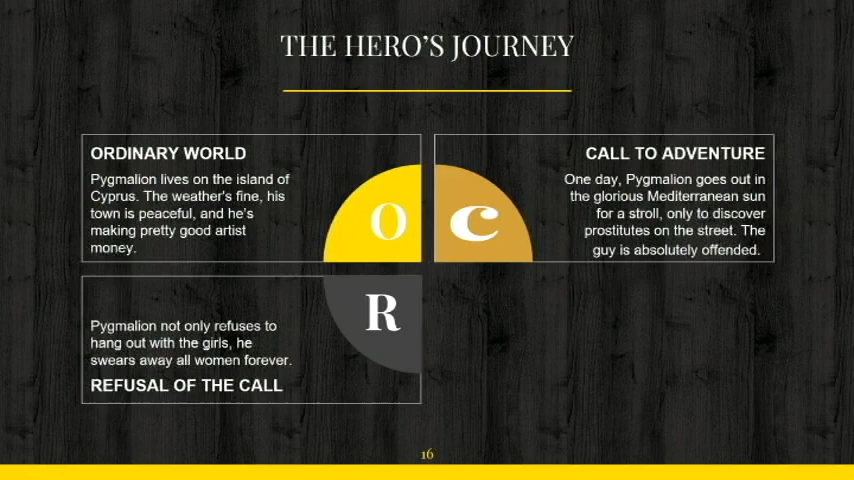 THE HERO'S JOURNEY
ORDINARY WORLD
Pygmalion lives on the island of
Cyprus. The weather's fine, his
town is peaceful, and he's
making pretty good artist
money.
O
CALL TO ADVENTURE
One day, Pygmalion goes out in
the glorious Mediterranean sun
for a stroll, only to discover
prostitutes on the street. The
guy is absolutely offended.
C
Pygmalion not only refuses to
hang out with the girls, he
swears away all women forever.
REFUSAL OF THE CALL
R
16